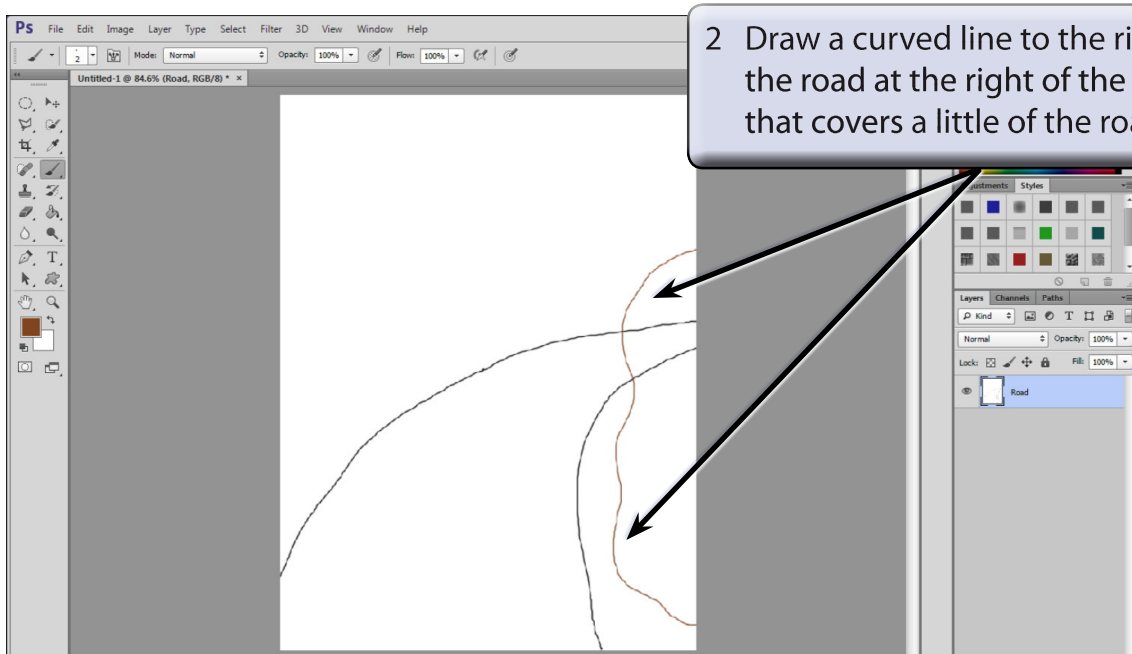 Ps File Edit Image Layer Type Select Filter 3D View Window Help
2 Mode: Normal Opacity: 100% Flow: 100%
Untitled-1 @ 84.6% (Road, RGB/8) * ×
2 Draw a curved line to the ri
the road at the right of the
that covers a little of the roa
Styles
Layers Channels Paths
Kind
Normal Opacity: 100%
Lock: Fill: 100%
Road